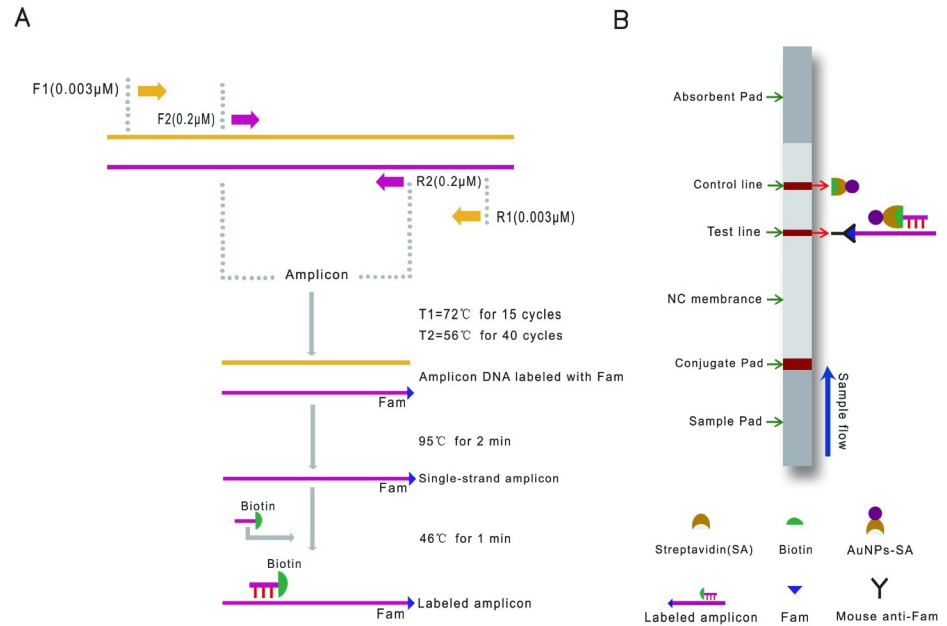 A
F1(0.003μM)
F2(0.2μM)
R2(0.2μM)
R1(0.003μM)
Amplicon
T1=72℃ for 15 cycles
T2=56℃ for 40 cycles
Amplicon DNA labeled with Fam
Fam
95℃ for 2 min
Single-strand amplicon
Fam
Biotin
46℃ for 1 min
Biotin
Labeled amplicon
Fam
B
Absorbent Pad
Control line
Test line
NC membrance
Conjugate Pad
Sample Pad
Sample flow
Streptavidin(SA)
Biotin
AuNPs-SA
Labeled amplicon
Fam
Mouse anti-Fam